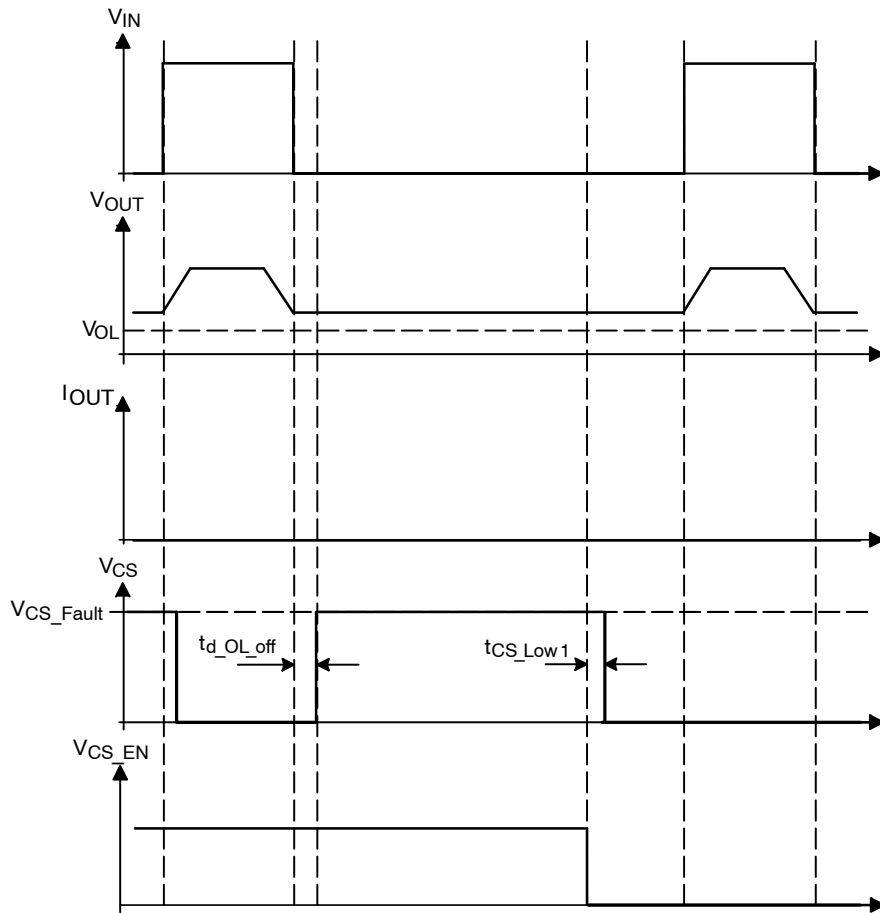 VIN
VOUT
VOL
IOUT
VCS
VCS_Fault
td_OL_off
tCS_Low1
VCS_EN